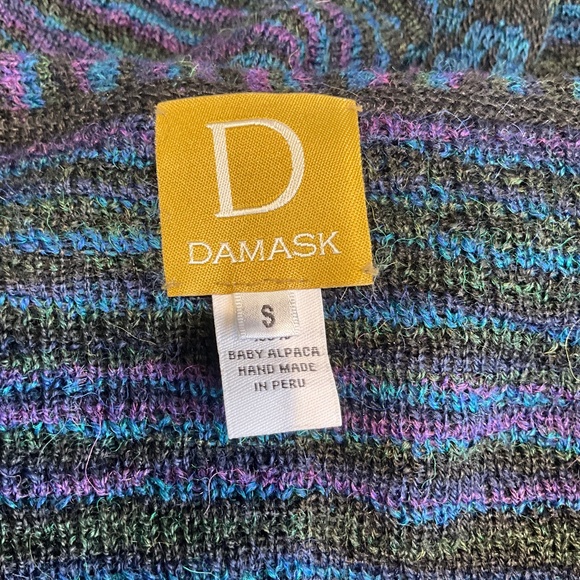 D
DAMASK
S
BABY ALPACA
HAND MADE
IN PERU